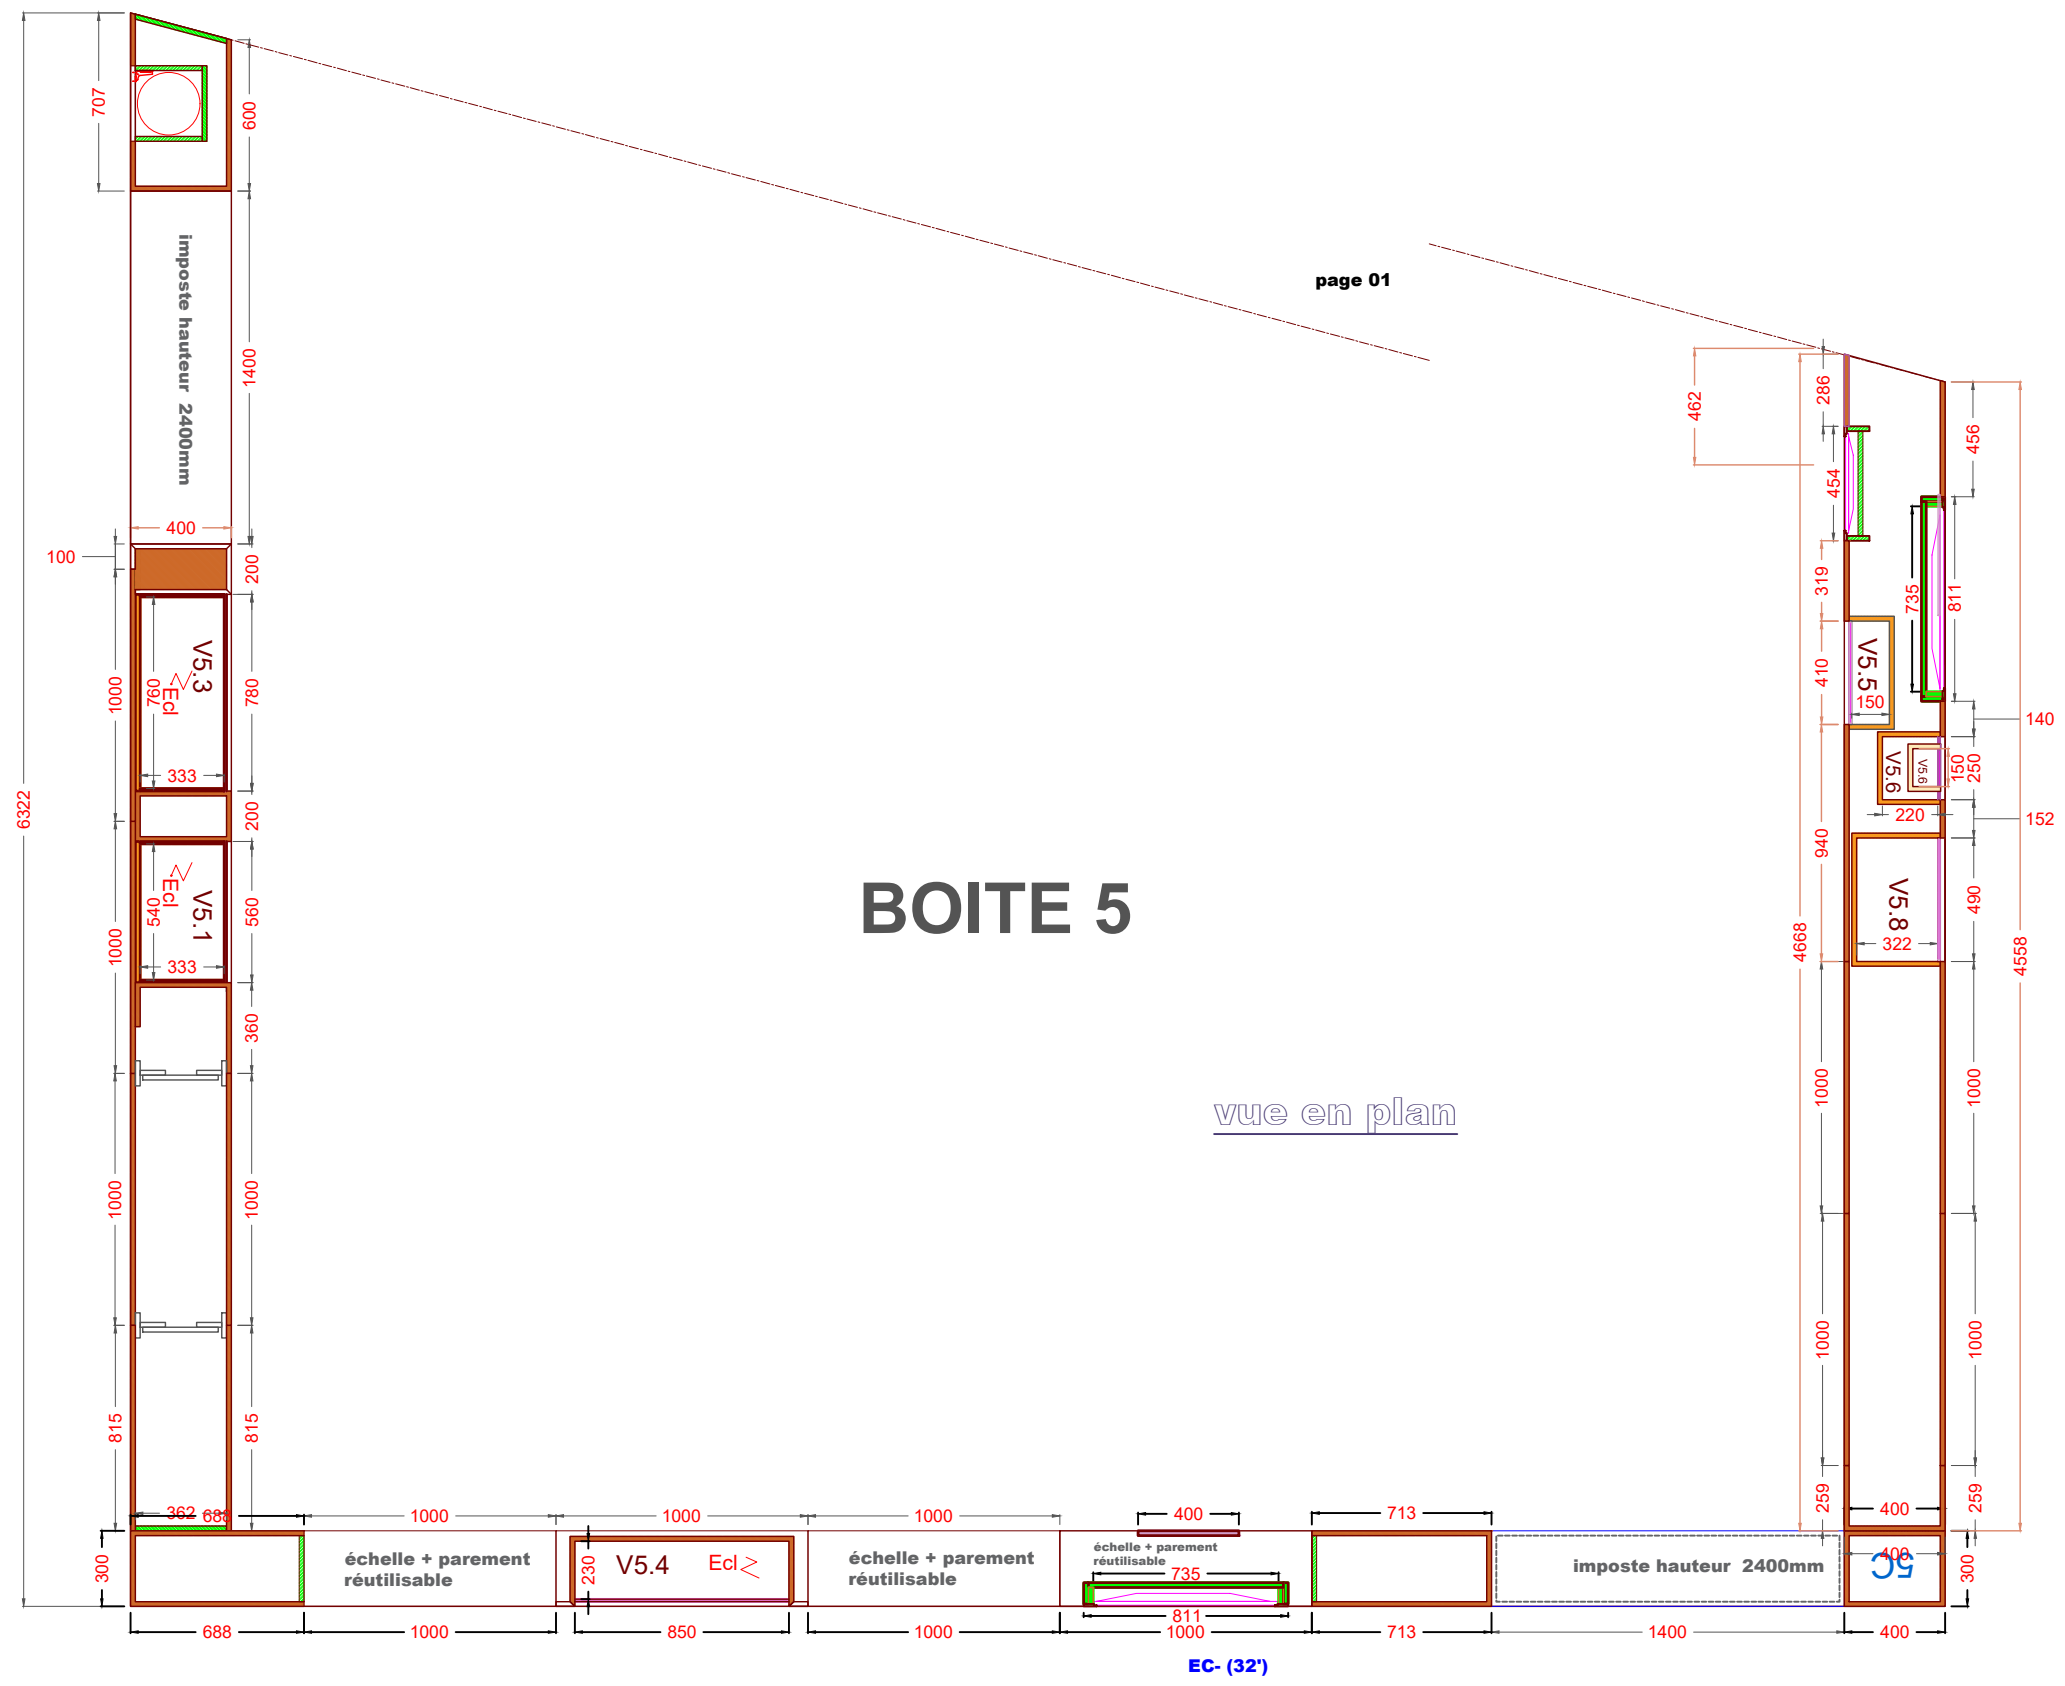 707
600
imposte hauteur  2400mm
1400
page 01
462
286
456
454
400
100
200
319
735
811
1000
V5.3
760
Ecl
780
333
410
V5.5
150
140
V5.6
V5.6
150
250
220
152
6322
200
940
BOITE 5
Ecl
V5.1
540
560
1000
333
V5.8
490
322
4668
4558
360
vue en plan
1000
1000
1000
1000
1000
1000
815
815
259
259
362
688
1000
1000
1000
400
713
400
300
échelle + parement
réutilisable
230
V5.4
Ecl
échelle + parement
réutilisable
échelle + parement
réutilisable
735
811
imposte hauteur  2400mm
400
5C
300
688
1000
850
1000
1000
713
1400
400
EC- (32')